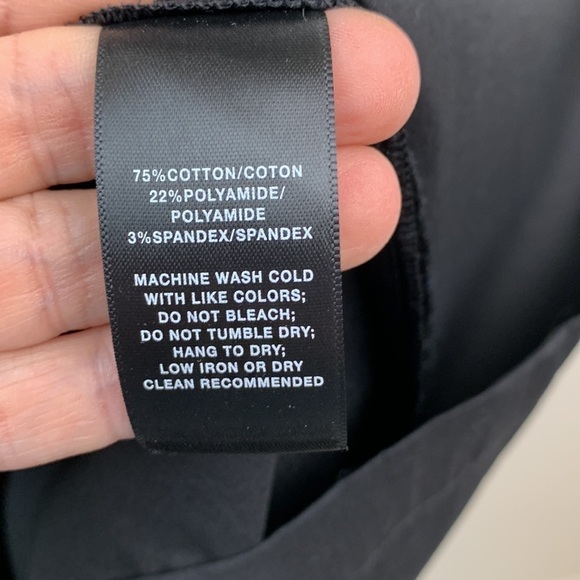 75%COTTON/COTON
22%POLYAMIDE/
POLYAMIDE
3%SPANDEX/SPANDEX
MACHINE WASH COLD
WITH LIKE COLORS;
DO NOT BLEACH;
DO NOT TUMBLE DRY;
HANG TO DRY;
LOW IRON OR DRY
CLEAN RECOMMENDED